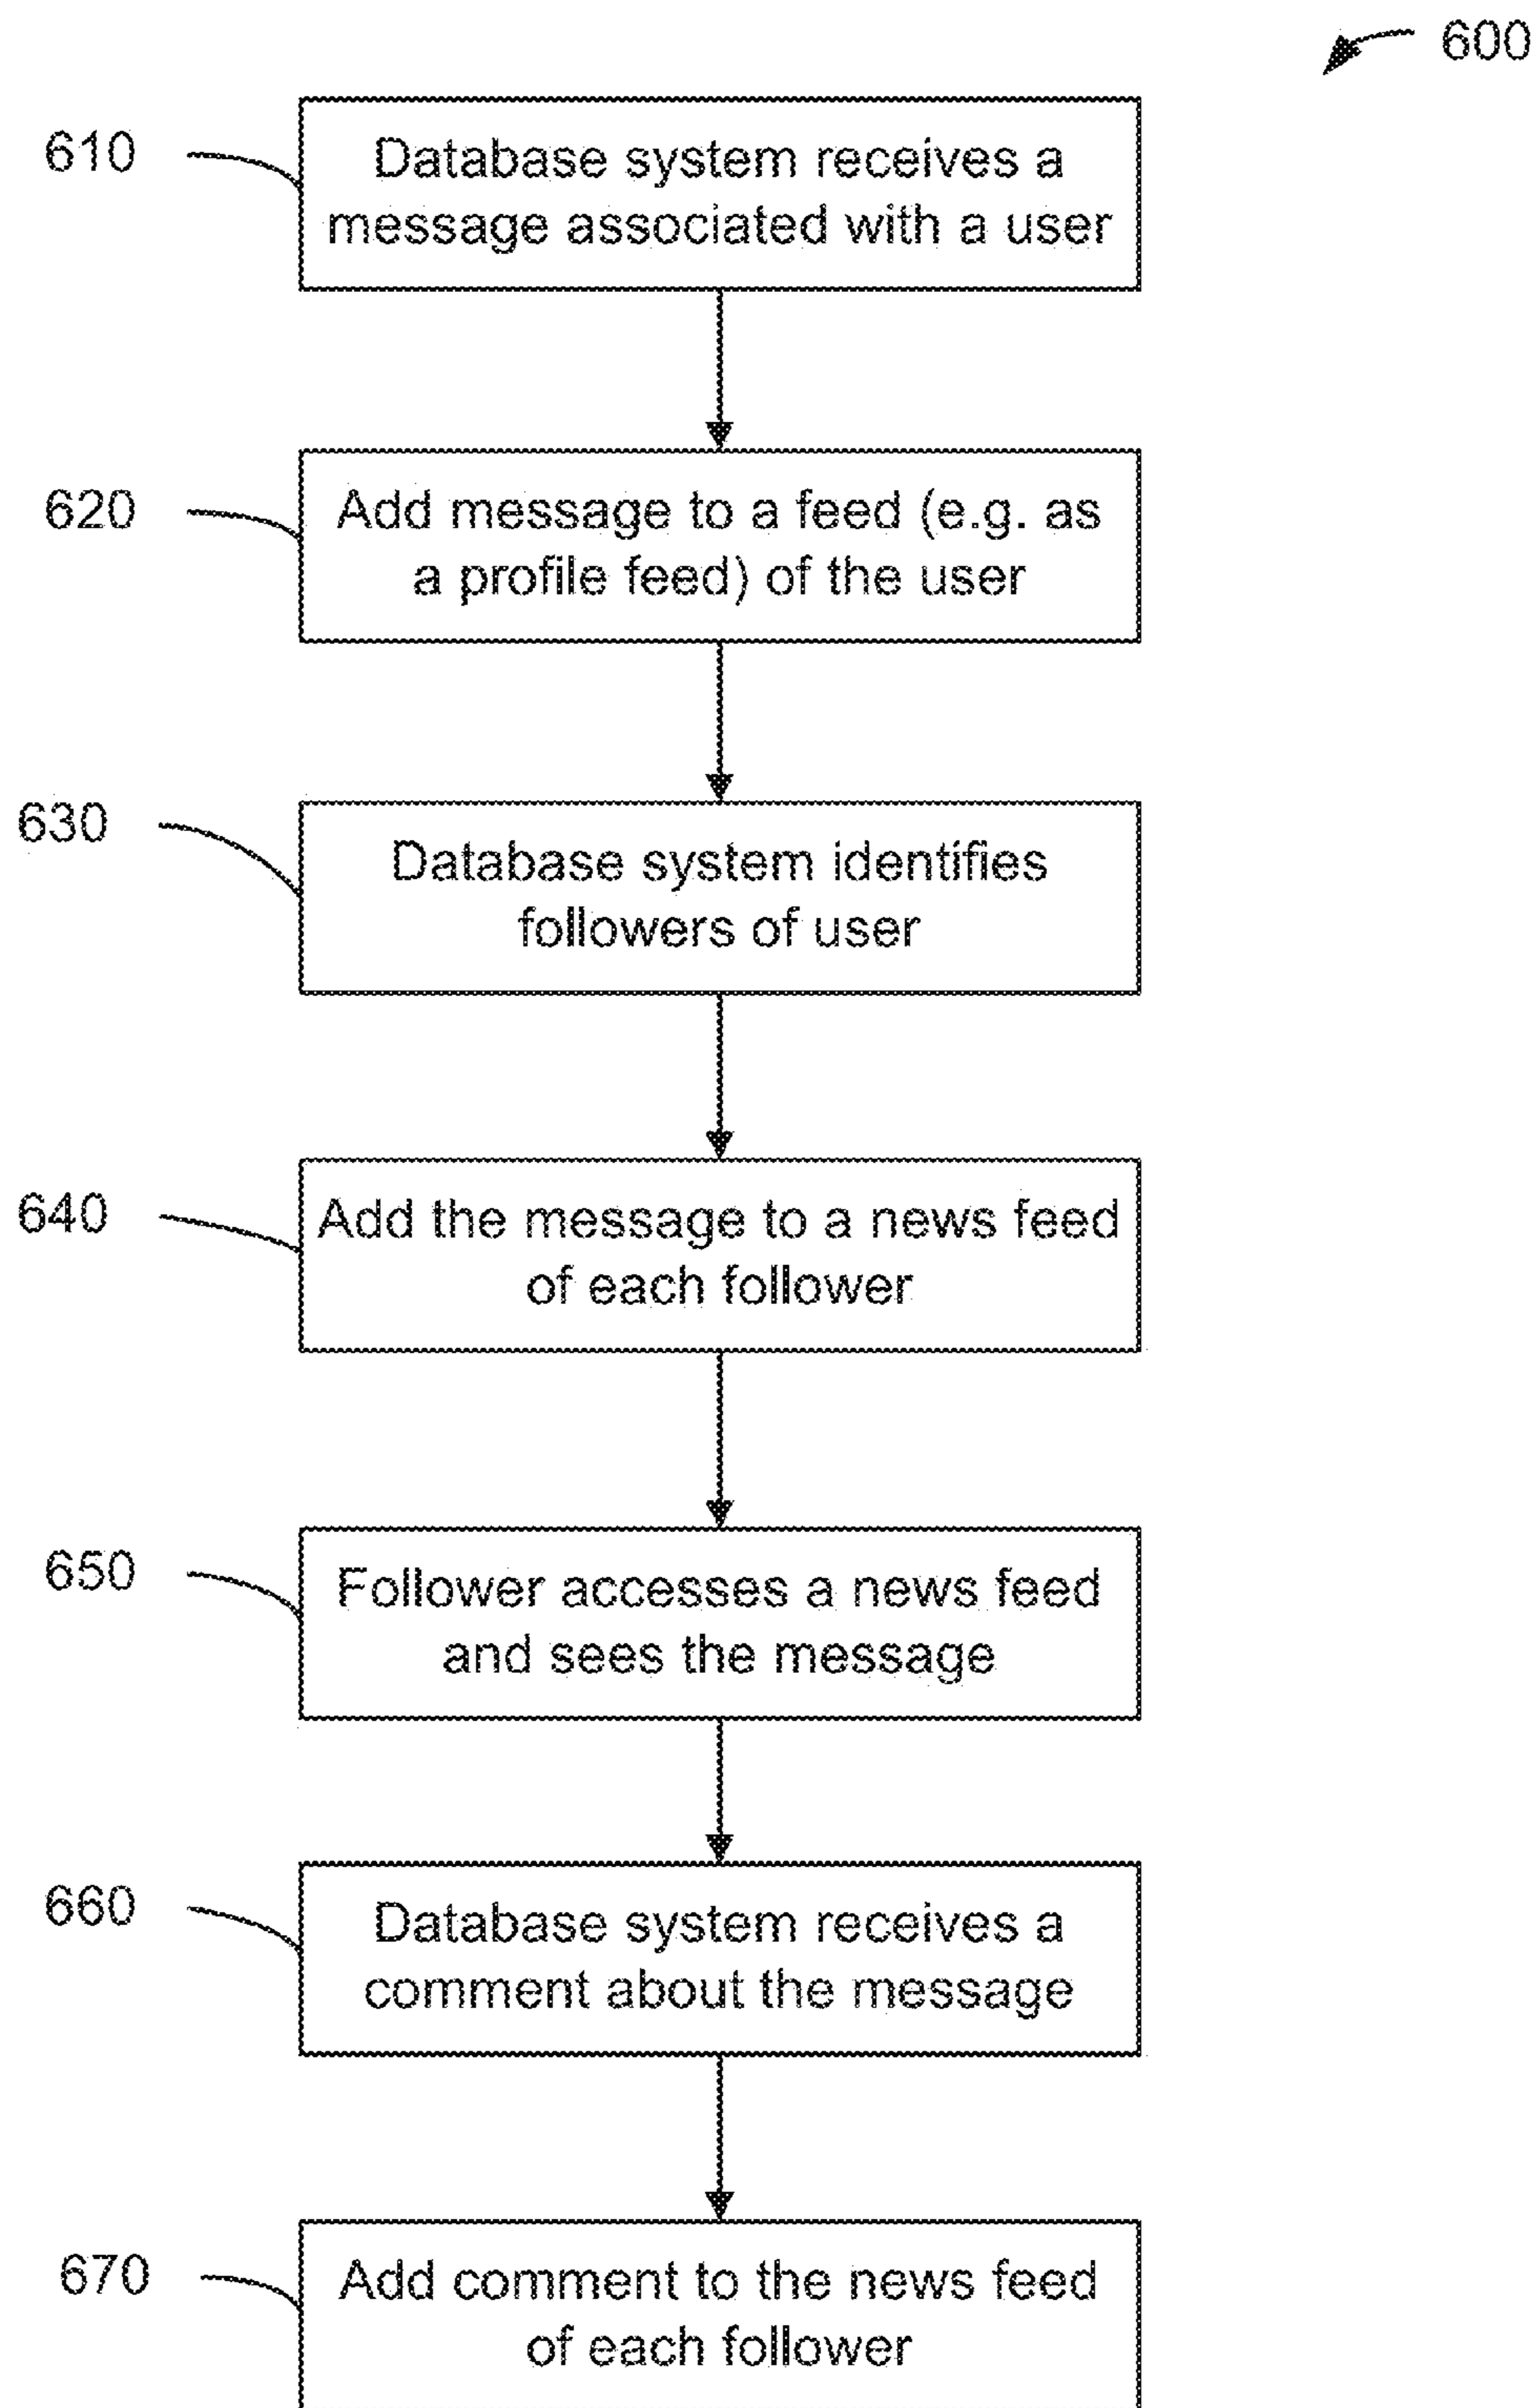 600
610
Database system receives a
message associated with a user
620
Add message to a feed (e.g. as
a profile feed) of the user
630
Database system identifies
followers of user
640
Add the message to a news feed
of each follower
650
Follower accesses a news feed
and sees the message
660
Database system receives a
comment about the message
670
Add comment to the news feed
of each follower